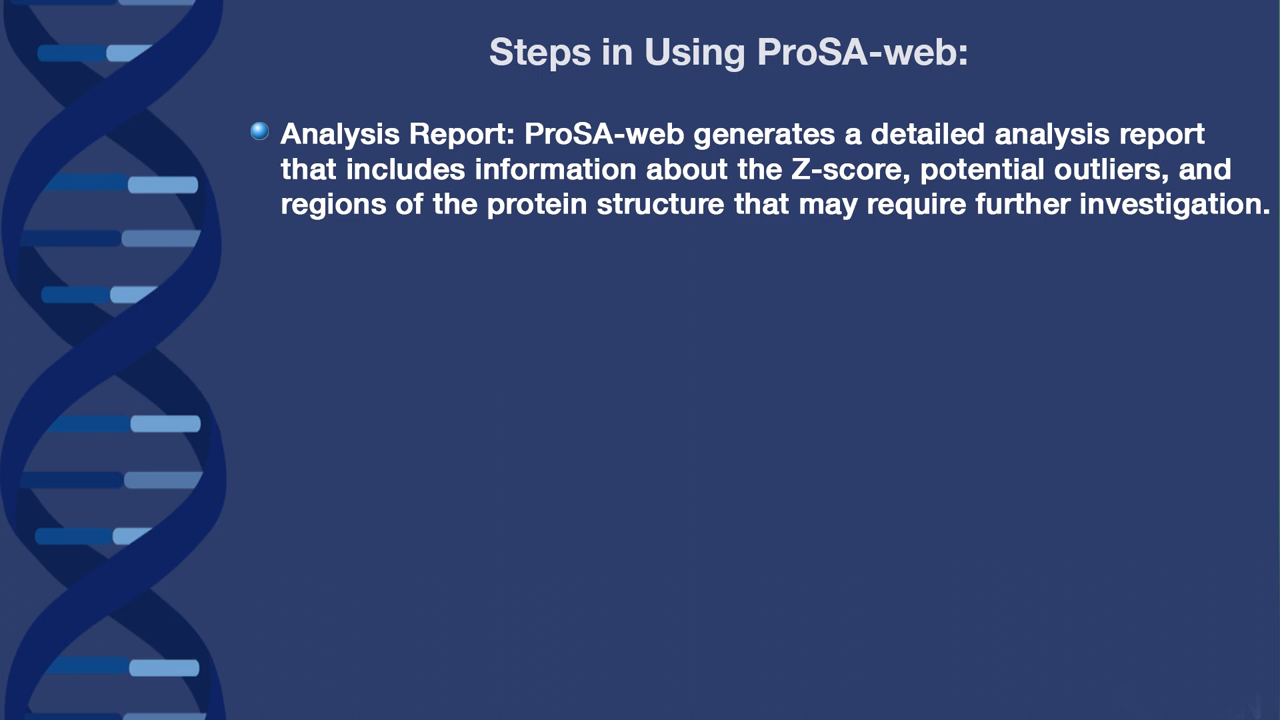 Steps in Using ProSA-web:
Analysis Report: ProSA-web generates a detailed analysis report
that includes information about the Z-score, potential outliers, and
regions of the protein structure that may require further investigation.